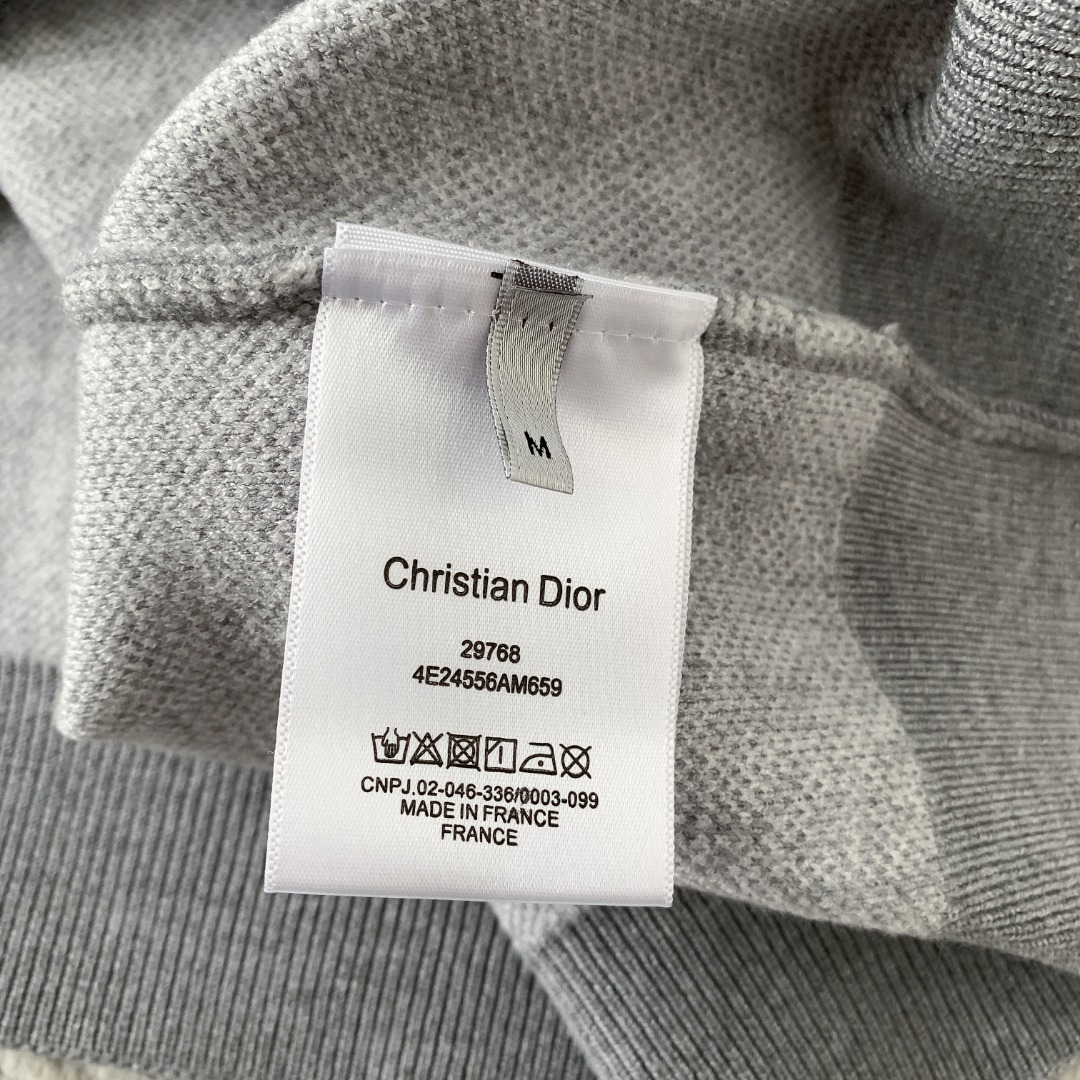 M
Christian Dior
29768
4E24556AM659
CNPJ.02-046-336/0003-099
MADE IN FRANCE
FRANCE